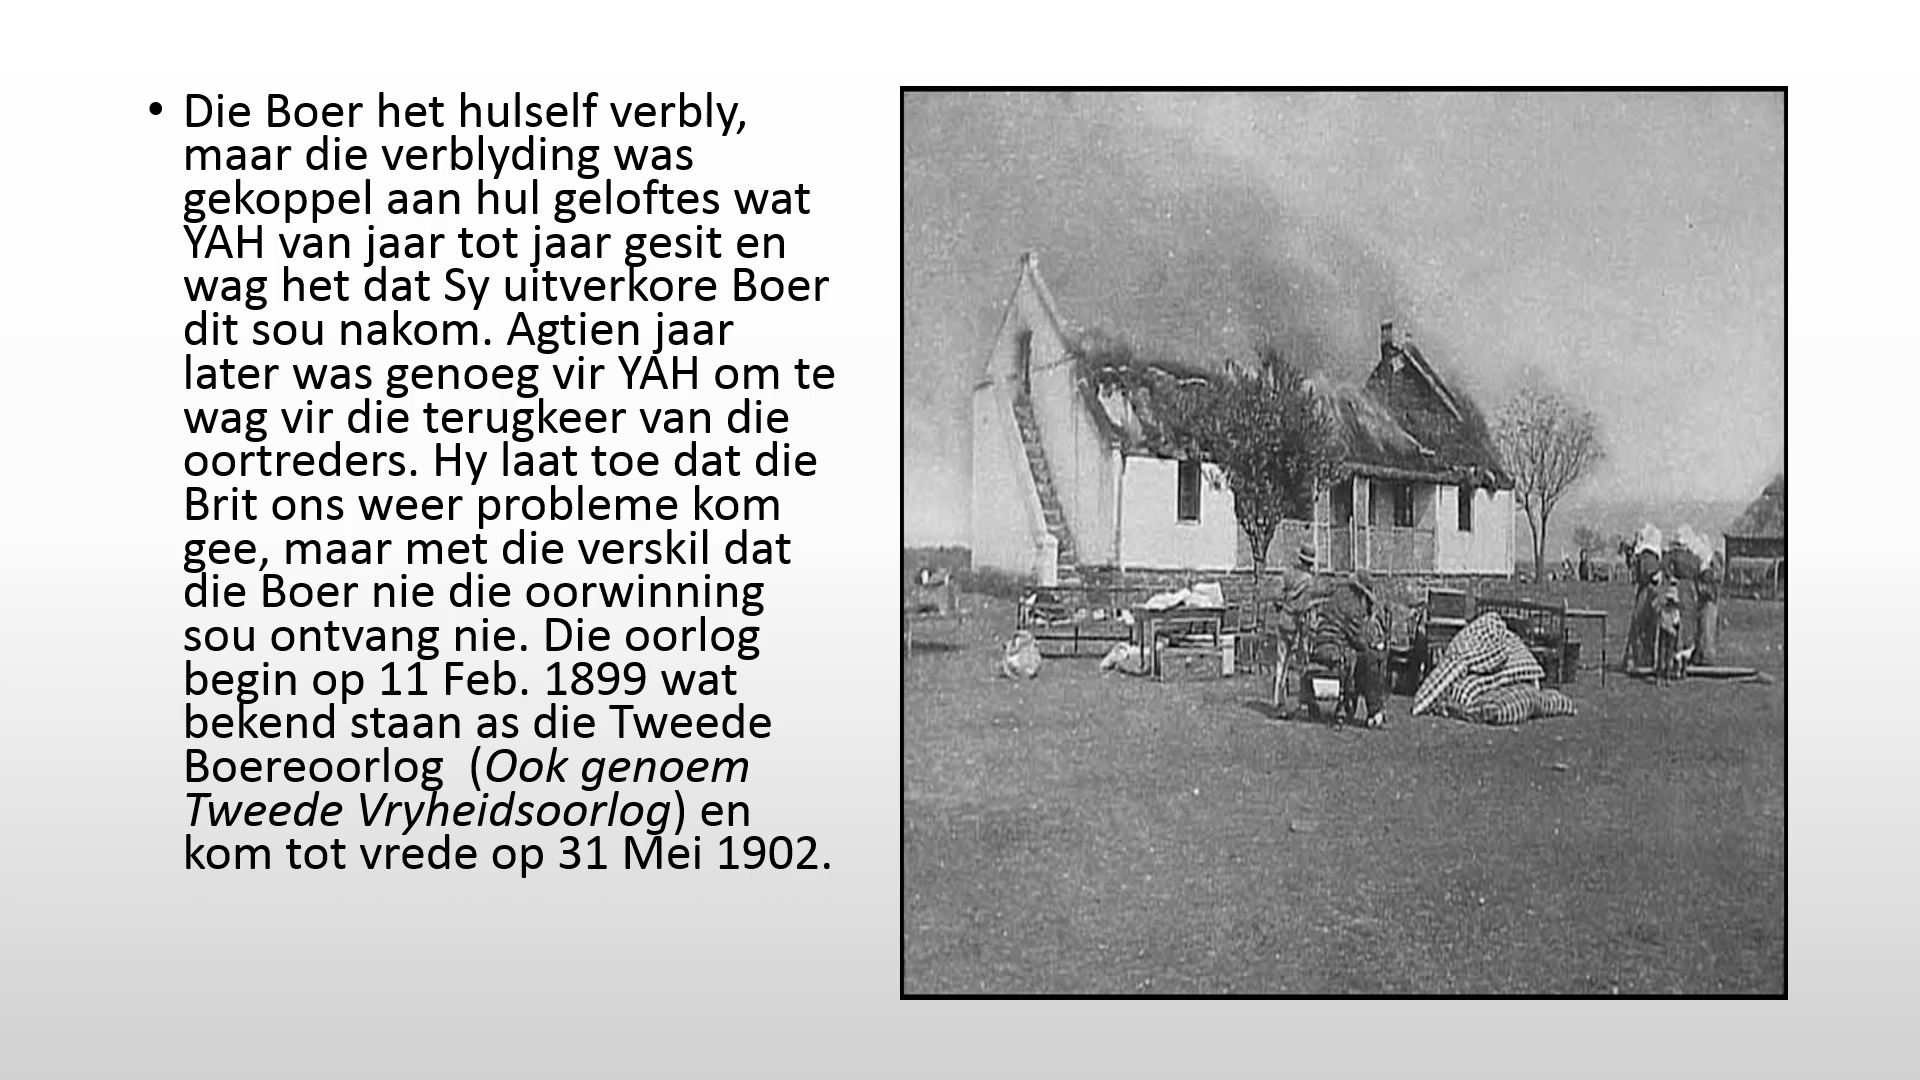 • Die Boer het hulself verbly,
maar die verblyding was
gekoppel aan hul geloftes wat
YAH van jaar tot jaar gesit en
wag het dat Sy uitverkore Boer
dit sou nakom. Agtien jaar
later was genoeg vir YAH om te
wag vir die terugkeer van die
oortreders. Hy laat toe dat die
Brit ons weer probleme kom
gee, maar met die verskil dat
die Boer nie die oorwinning
sou ontvang nie. Die oorlog
begin op 11 Feb. 1899 wat
bekend staan as die Tweede
Boereoorlog  (Ook genoem
Tweede Vryheidsoorlog) en
kom tot vrede op 31 Mei 1902.